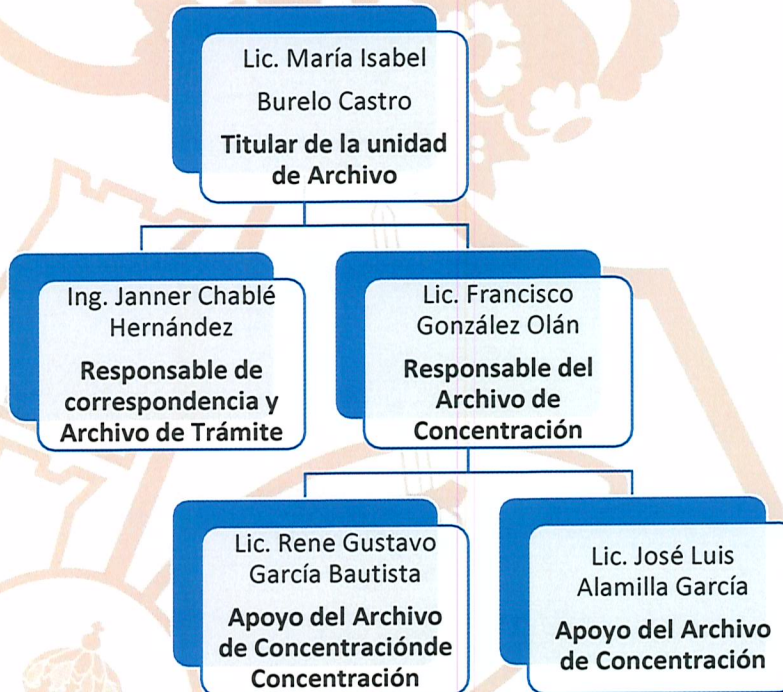 Lic. María Isabel
Burelo Castro
Titular de la unidad
de Archivo
Ing. Janner Chablé
Hernández
Responsable de
correspondencia y
Archivo de Trámite
Lic. Francisco
González Olán
Responsable del
Archivo de
Concentración
Lic. Rene Gustavo
García Bautista
Apoyo del Archivo
de Concentraciónde
Concentración
Lic. José Luis
Alamilla García
Apoyo del Archivo
de Concentración